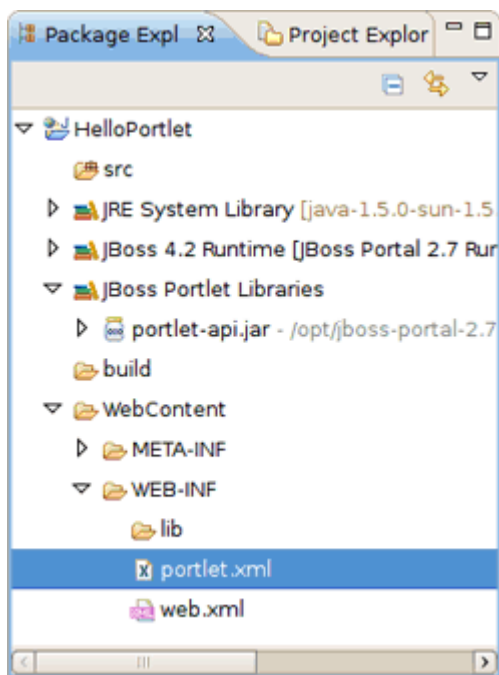 Package Expl
Project Explor
HelloPortlet
src
JRE System Library [java-1.5.0-sun-1.5
JBoss 4.2 Runtime [JBoss Portal 2.7 Rur
JBoss Portlet Libraries
portlet-api.jar - /opt/jboss-portal-2.7
build
WebContent
META-INF
WEB-INF
lib
portlet.xml
web.xml